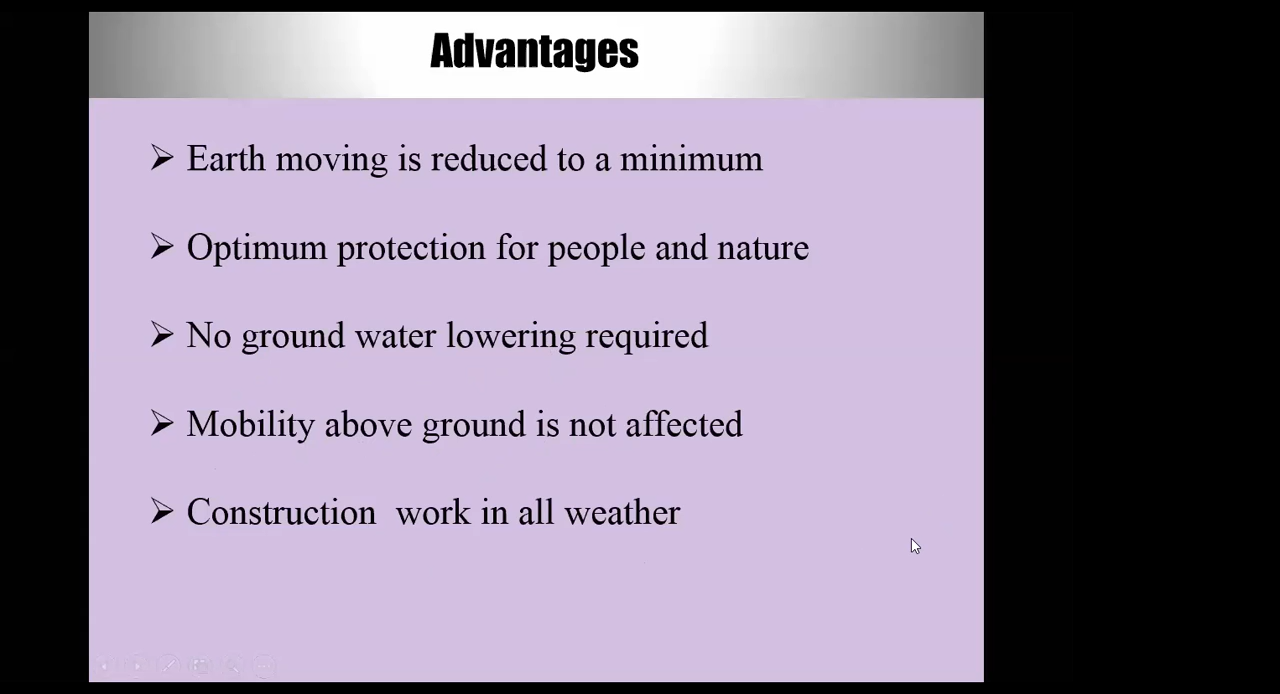 Advantages
Earth moving is reduced to a minimum
Optimum protection for people and nature
No ground water lowering required
Mobility above ground is not affected
Construction  work in all weather